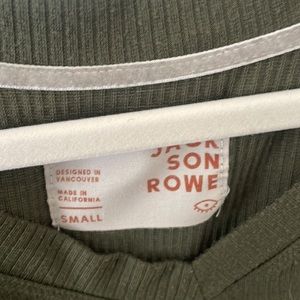 JACK
SON
ROWE
DESIGNED IN
VANCOUVER
MADE IN
CALIFORNIA
SMALL